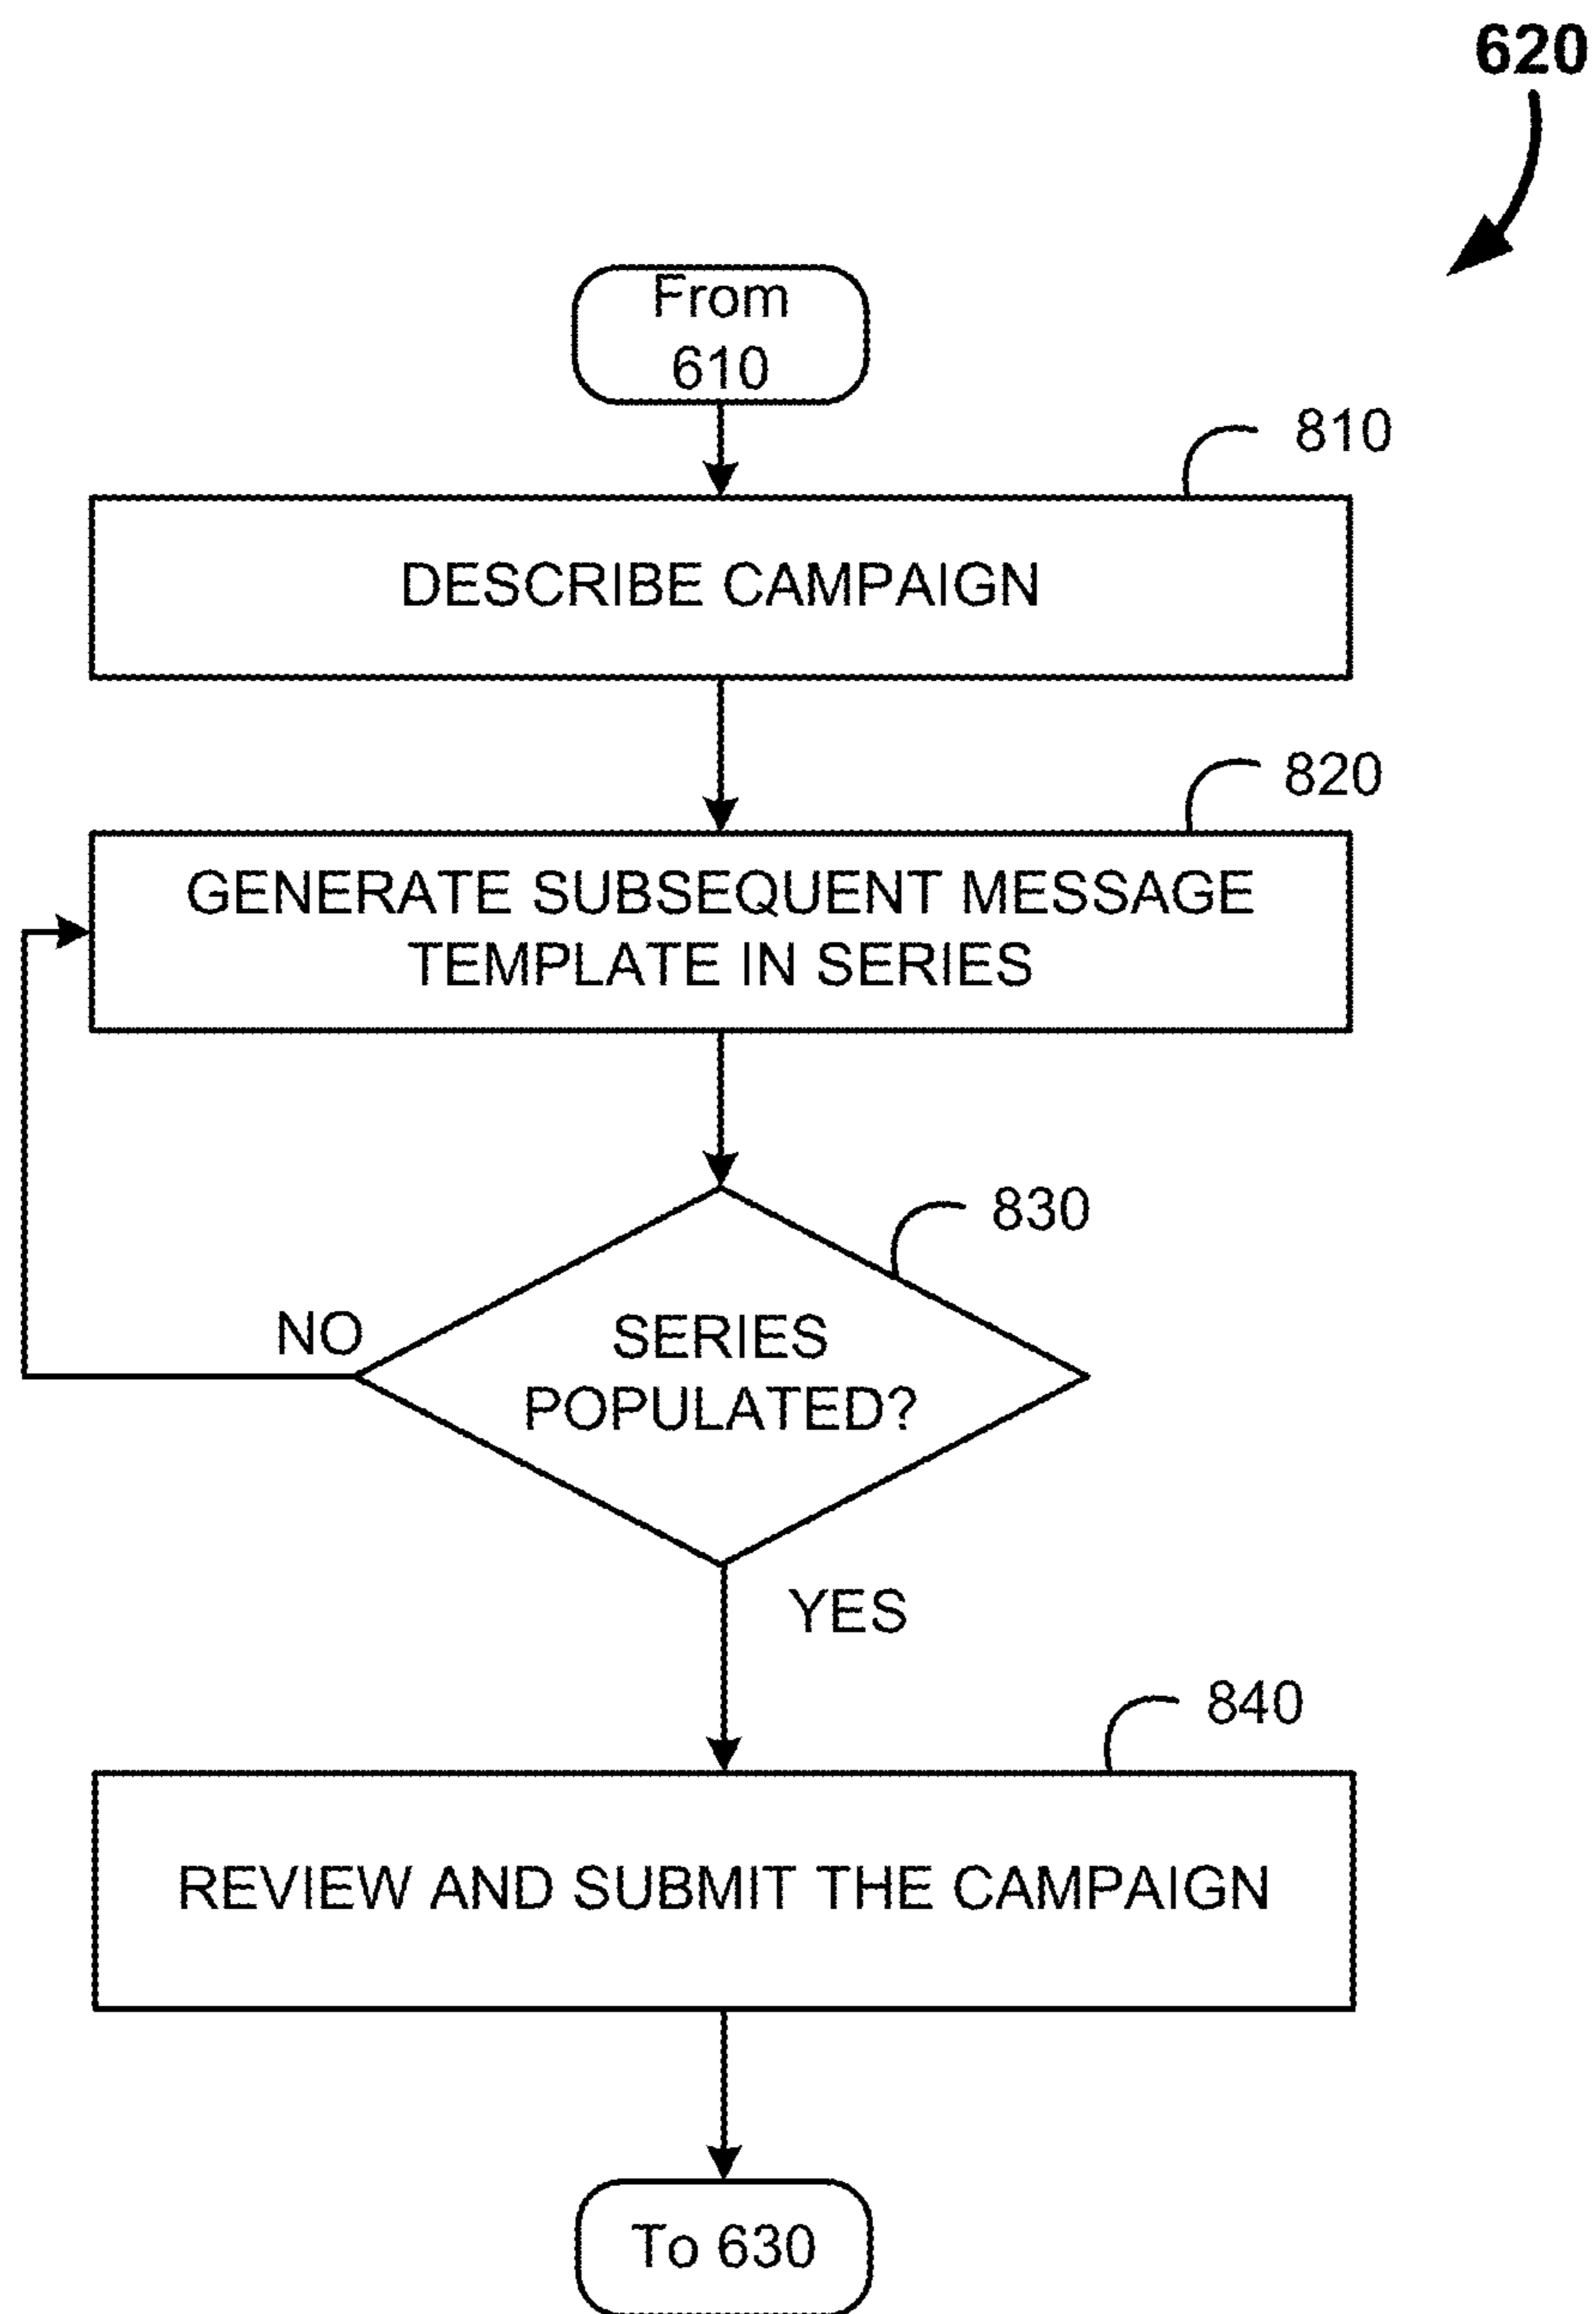 620
From
610
810
DESCRIBE CAMPAIGN
820
GENERATE SUBSEQUENT MESSAGE
TEMPLATE IN SERIES
830
NO
SERIES
POPULATED?
YES
840
REVIEW AND SUBMIT THE CAMPAIGN
To 630